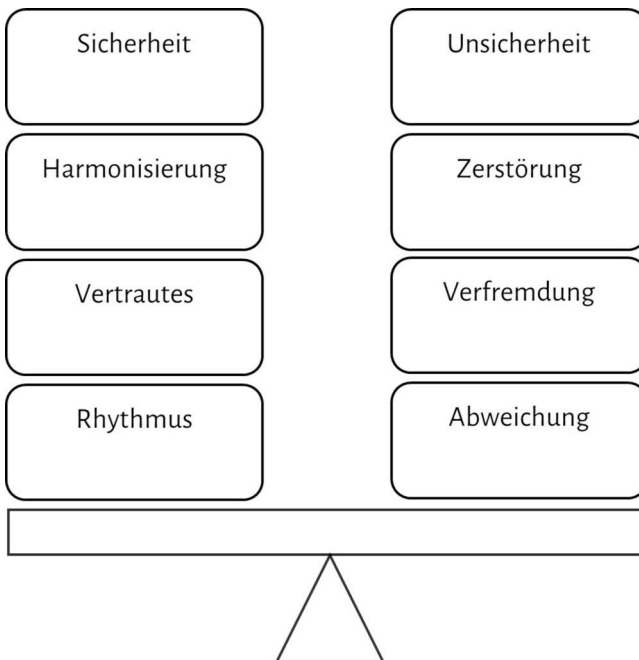 Sicherheit
Unsicherheit
Harmonisierung
Zerstörung
Vertrautes
Verfremdung
Rhythmus
Abweichung